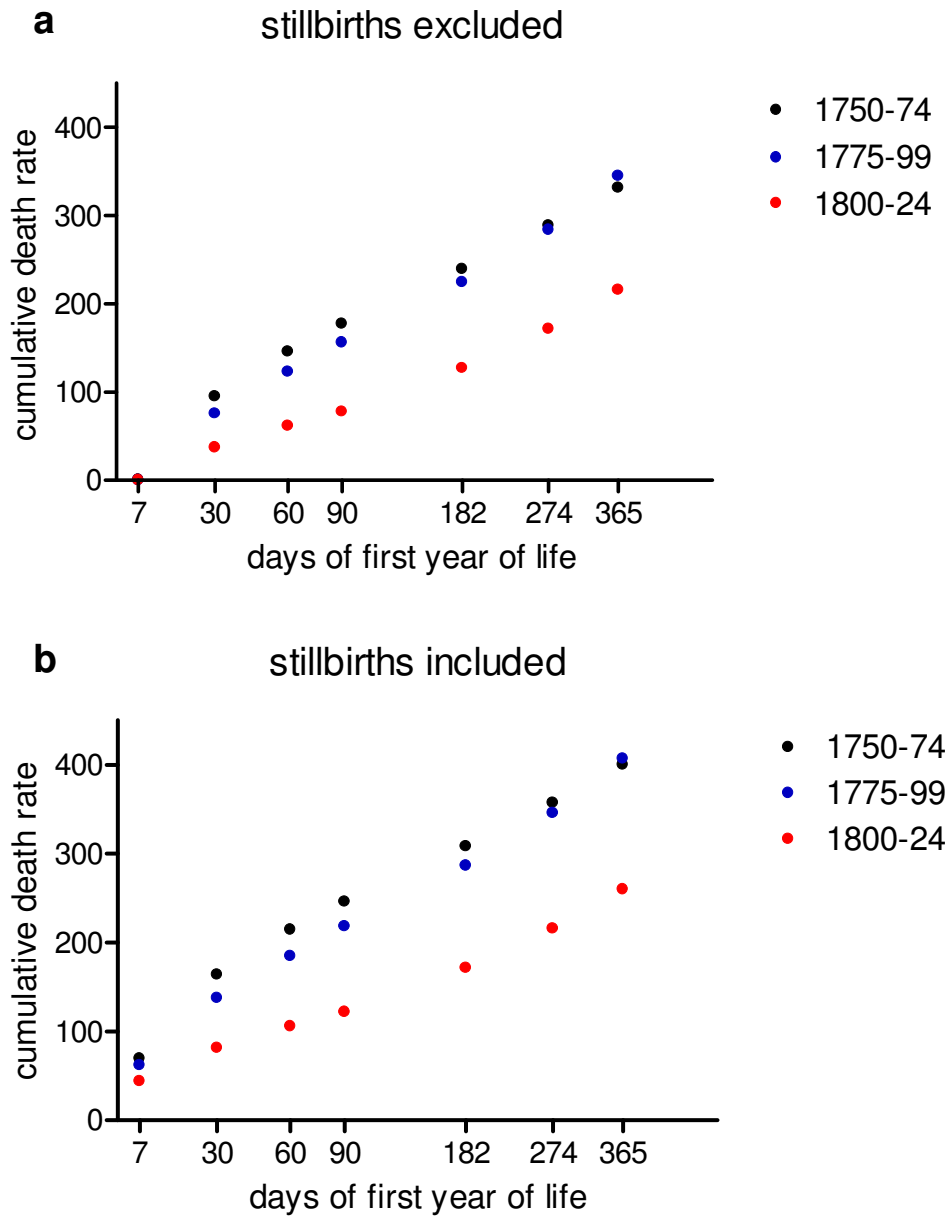 a
stillbirths excluded
cumulative death rate
400
300
200
100
0
7 30 60 90 182 274 365
days of first year of life
1750-74
1775-99
1800-24
b
stillbirths included
cumulative death rate
400
300
200
100
0
7 30 60 90 182 274 365
days of first year of life
1750-74
1775-99
1800-24